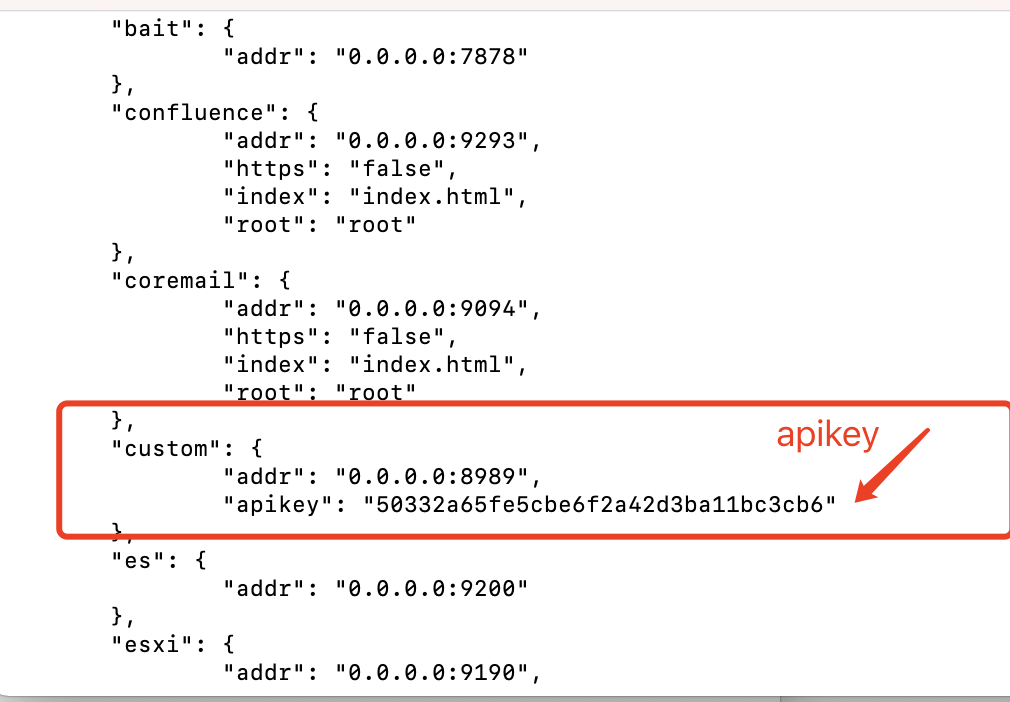 "bait": {
"addr": "0.0.0.0:7878"
},
"confluence": {
"addr": "0.0.0.0:9293",
"https": "false",
"index": "index.html",
"root": "root"
},
"coremail": {
"addr": "0.0.0.0:9094",
"https": "false",
"index": "index.html",
"root": "root"
},
apikey
"custom": {
"addr": "0.0.0.0:8989",
"apikey": "50332a65fe5cbe6f2a42d3ba11bc3cb6"
},
"es": {
"addr": "0.0.0.0:9200"
},
"esxi": {
"addr": "0.0.0.0:9190",